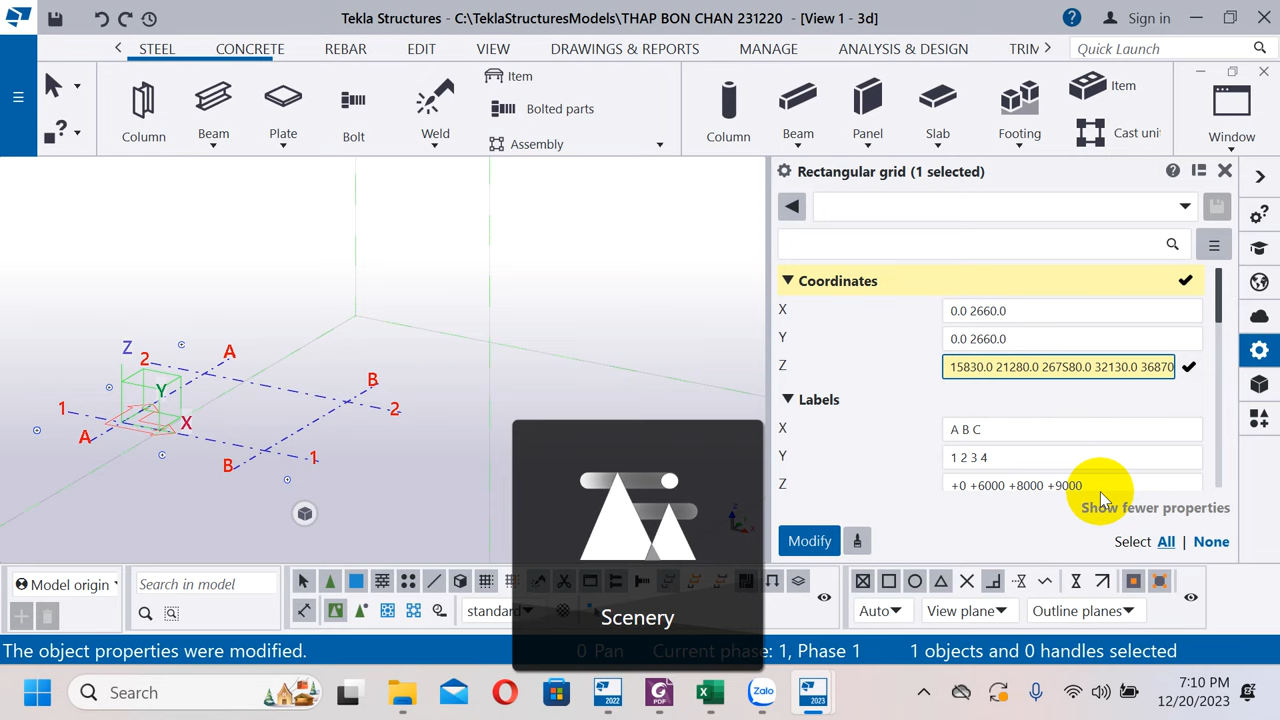 Tekla Structures - C:\TeklaStructuresModels\THAP BON CHAN 231220 - [View 1 - 3d]
Sign in
STEEL CONCRETE REBAR EDIT VIEW DRAWINGS & REPORTS MANAGE ANALYSIS & DESIGN TRIM
Quick Launch
Column Beam Plate Bolt Weld
Item
Bolted parts
Assembly
Column Beam Panel Slab Footing
Item
Cast unit
Window
Rectangular grid (1 selected)
Coordinates
X 0.0 2660.0
Y 0.0 2660.0
Z 15830.0 21280.0 267580.0 32130.0 36870
Labels
X A B C
Y 1 2 3 4
Z +0 +6000 +8000 +9000
Show fewer properties
Modify
Select All | None
Z 2 A
Y B
1 X 2
A
B 1
Scenery
Model origin
Search in model
standard
Auto
View plane
Outline planes
The object properties were modified.
0 Pan
Current phase: 1, Phase 1
1 objects and 0 handles selected
Search
2022
2023
7:10 PM
12/20/2023